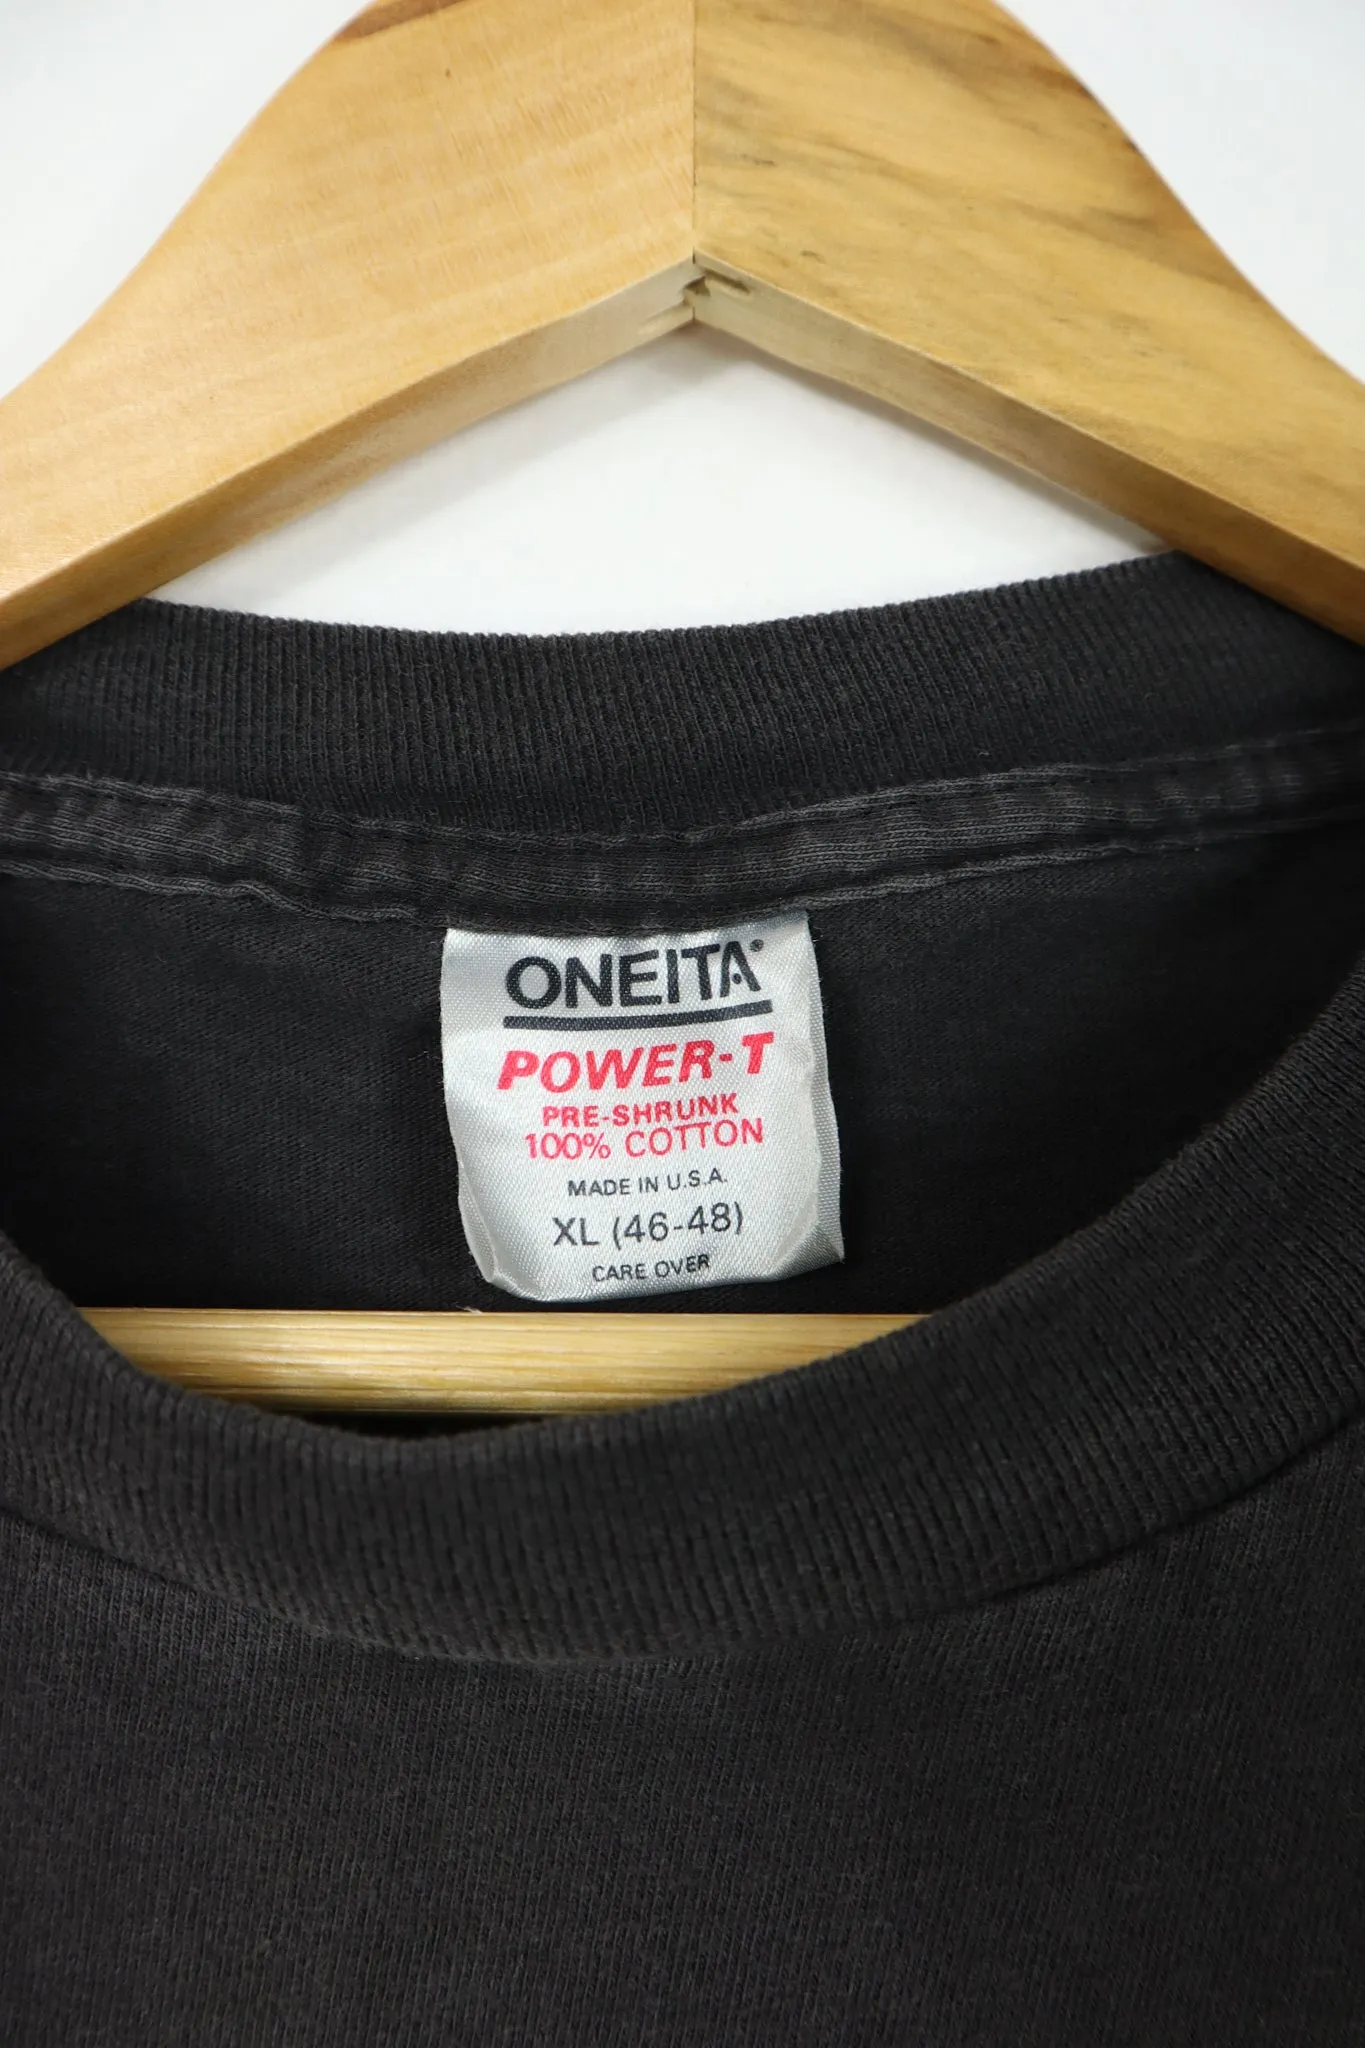 ONEITA®
POWER-T
PRE-SHRUNK
100% COTTON
MADE IN U.S.A.
XL (46-48)
CARE OVER